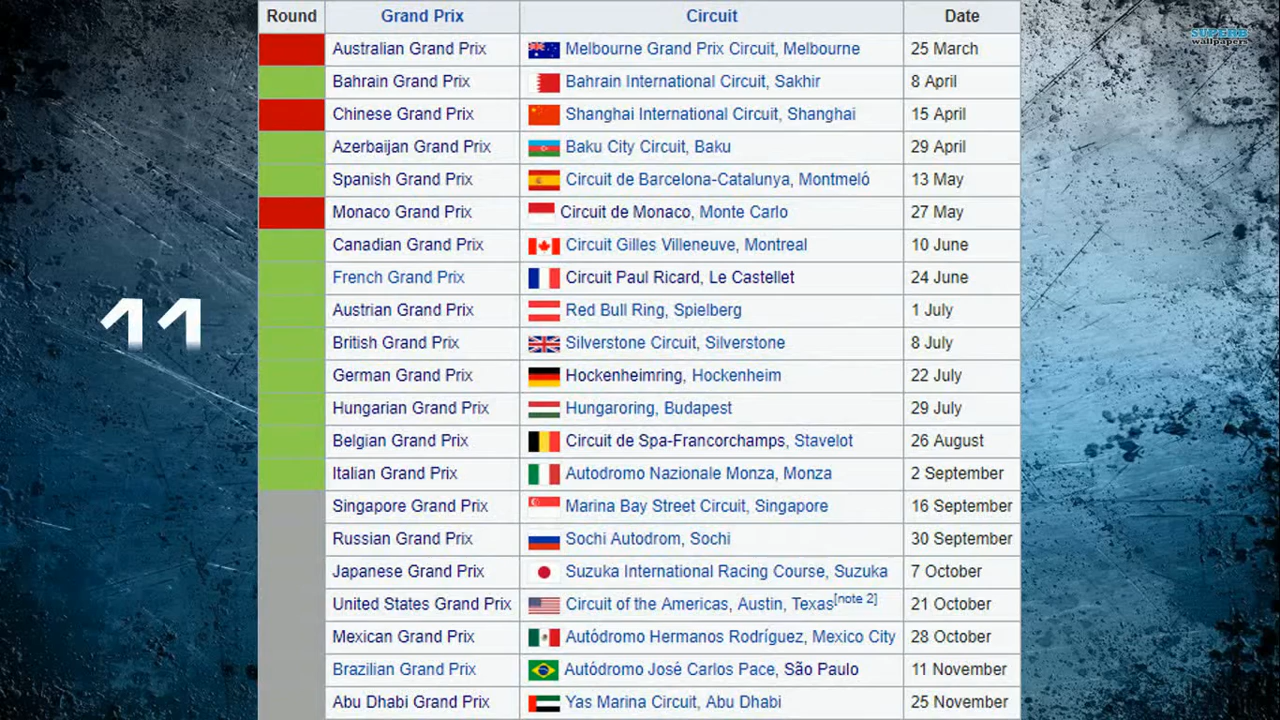 Round Grand Prix Circuit Date
Australian Grand Prix Melbourne Grand Prix Circuit, Melbourne 25 March
Bahrain Grand Prix Bahrain International Circuit, Sakhir 8 April
Chinese Grand Prix Shanghai International Circuit, Shanghai 15 April
Azerbaijan Grand Prix Baku City Circuit, Baku 29 April
Spanish Grand Prix Circuit de Barcelona-Catalunya, Montmeló 13 May
Monaco Grand Prix Circuit de Monaco, Monte Carlo 27 May
Canadian Grand Prix Circuit Gilles Villeneuve, Montreal 10 June
French Grand Prix Circuit Paul Ricard, Le Castellet 24 June
Austrian Grand Prix Red Bull Ring, Spielberg 1 July
British Grand Prix Silverstone Circuit, Silverstone 8 July
German Grand Prix Hockenheimring, Hockenheim 22 July
Hungarian Grand Prix Hungaroring, Budapest 29 July
Belgian Grand Prix Circuit de Spa-Francorchamps, Stavelot 26 August
Italian Grand Prix Autodromo Nazionale Monza, Monza 2 September
Singapore Grand Prix Marina Bay Street Circuit, Singapore 16 September
Russian Grand Prix Sochi Autodrom, Sochi 30 September
Japanese Grand Prix Suzuka International Racing Course, Suzuka 7 October
United States Grand Prix Circuit of the Americas, Austin, Texas[note 2] 21 October
Mexican Grand Prix Autódromo Hermanos Rodríguez, Mexico City 28 October
Brazilian Grand Prix Autódromo José Carlos Pace, São Paulo 11 November
Abu Dhabi Grand Prix Yas Marina Circuit, Abu Dhabi 25 November
11
SUPERB
wallpapers